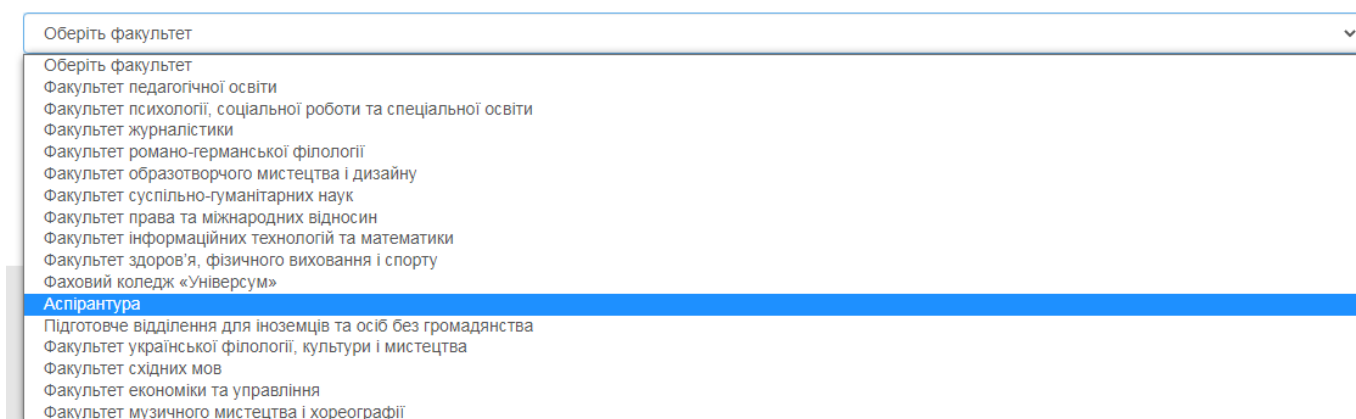 Оберіть факультет
Оберіть факультет
Факультет педагогічної освіти
Факультет психології, соціальної роботи та спеціальної освіти
Факультет журналістики
Факультет романо-германської філології
Факультет образотворчого мистецтва і дизайну
Факультет суспільно-гуманітарних наук
Факультет права та міжнародних відносин
Факультет інформаційних технологій та математики
Факультет здоров'я, фізичного виховання і спорту
Фаховий коледж «Універсум»
Аспірантура
Підготовче відділення для іноземців та осіб без громадянства
Факультет української філології, культури і мистецтва
Факультет східних мов
Факультет економіки та управління
Факультет музичного мистецтва і хореографії